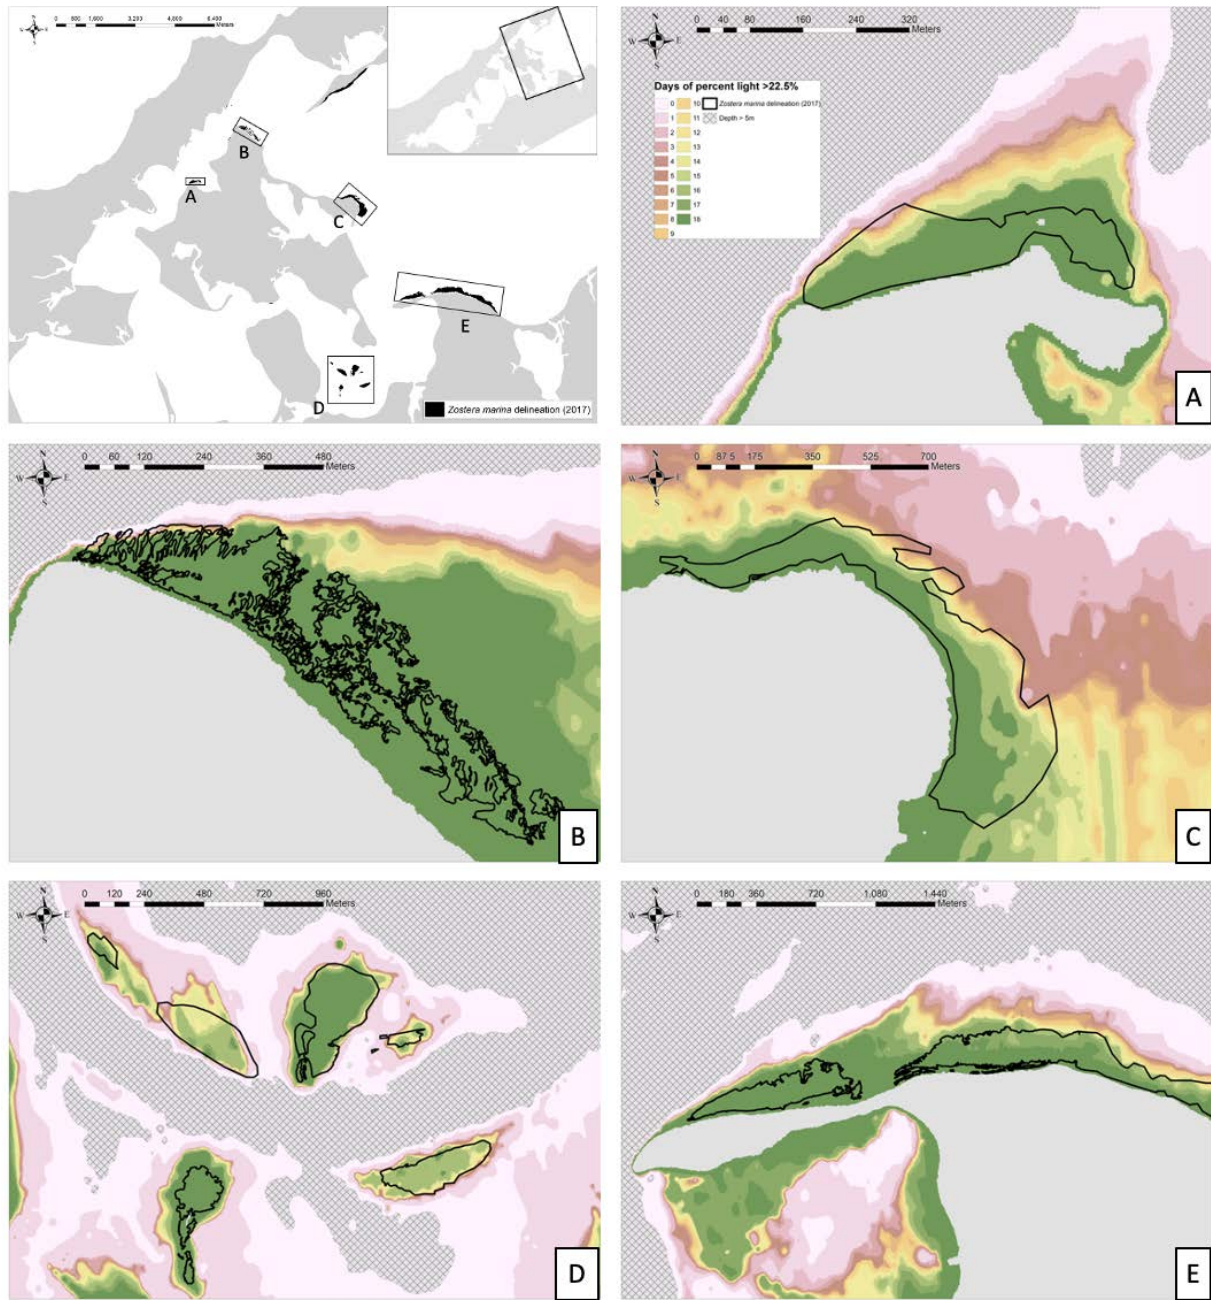 N
W E
S
0 800 1,600 3,200 4,800 6,400
Meters
A
B
C
D
E
Zostera marina delineation (2017)
N
W E
S
0 40 80 160 240 320
Meters
Days of percent light >22.5%
0 10 Zostera marina delineation (2017)
1 11 Depth > 5m
2 12
3 13
4 14
5 15
6 16
7 17
8 18
9
A
N
W E
S
0 60 120 240 360 480
Meters
B
N
W E
S
0 87.5 175 350 525 700
Meters
C
N
W E
S
0 120 240 480 720 960
Meters
D
N
W E
S
0 180 360 720 1,080 1,440
Meters
E